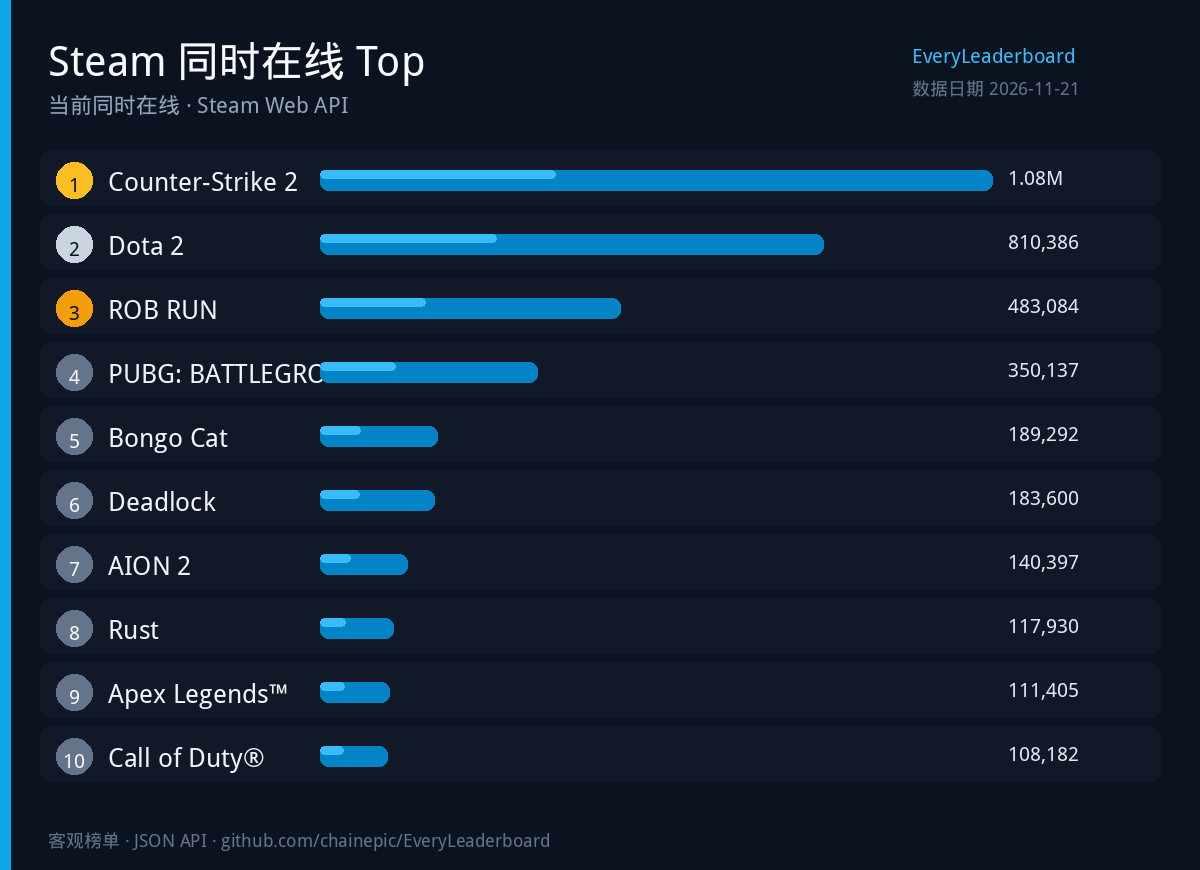 Steam 同时在线 Top
EveryLeaderboard
当前同时在线 · Steam Web API
数据日期 2026-11-21
1 Counter-Strike 2 1.08M
2 Dota 2 810,386
3 ROB RUN 483,084
4 PUBG: BATTLEGRO 350,137
5 Bongo Cat 189,292
6 Deadlock 183,600
7 AION 2 140,397
8 Rust 117,930
9 Apex Legends™ 111,405
10 Call of Duty® 108,182
客观榜单 · JSON API · github.com/chainepic/EveryLeaderboard